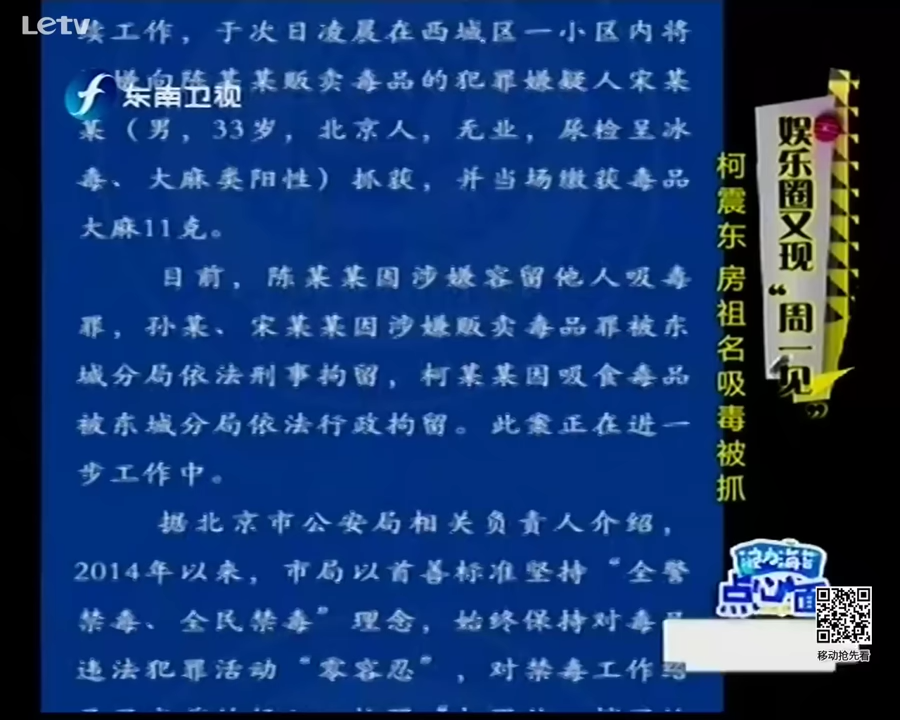 Letv
东南卫视
续工作，于次日凌晨在西城区一小区内将
嫌向陈某某贩卖毒品的犯罪嫌疑人宋某
某（男，33岁，北京人，无业，尿检呈冰
毒、大麻类阳性）抓获，并当场缴获毒品
大麻11克。
目前，陈某某因涉嫌容留他人吸毒
罪，孙某、宋某某因涉嫌贩卖毒品罪被东
城分局依法刑事拘留，柯某某因吸食毒品
被东城分局依法行政拘留。此案正在进一
步工作中。
据北京市公安局相关负责人介绍，
2014年以来，市局以首善标准坚持“全警
禁毒、全民禁毒”理念，始终保持对毒品
违法犯罪活动“零容忍”，对禁毒工作
娱乐圈又现“周一见”
柯震东 房祖名吸毒被抓
点心面
移动抢先看